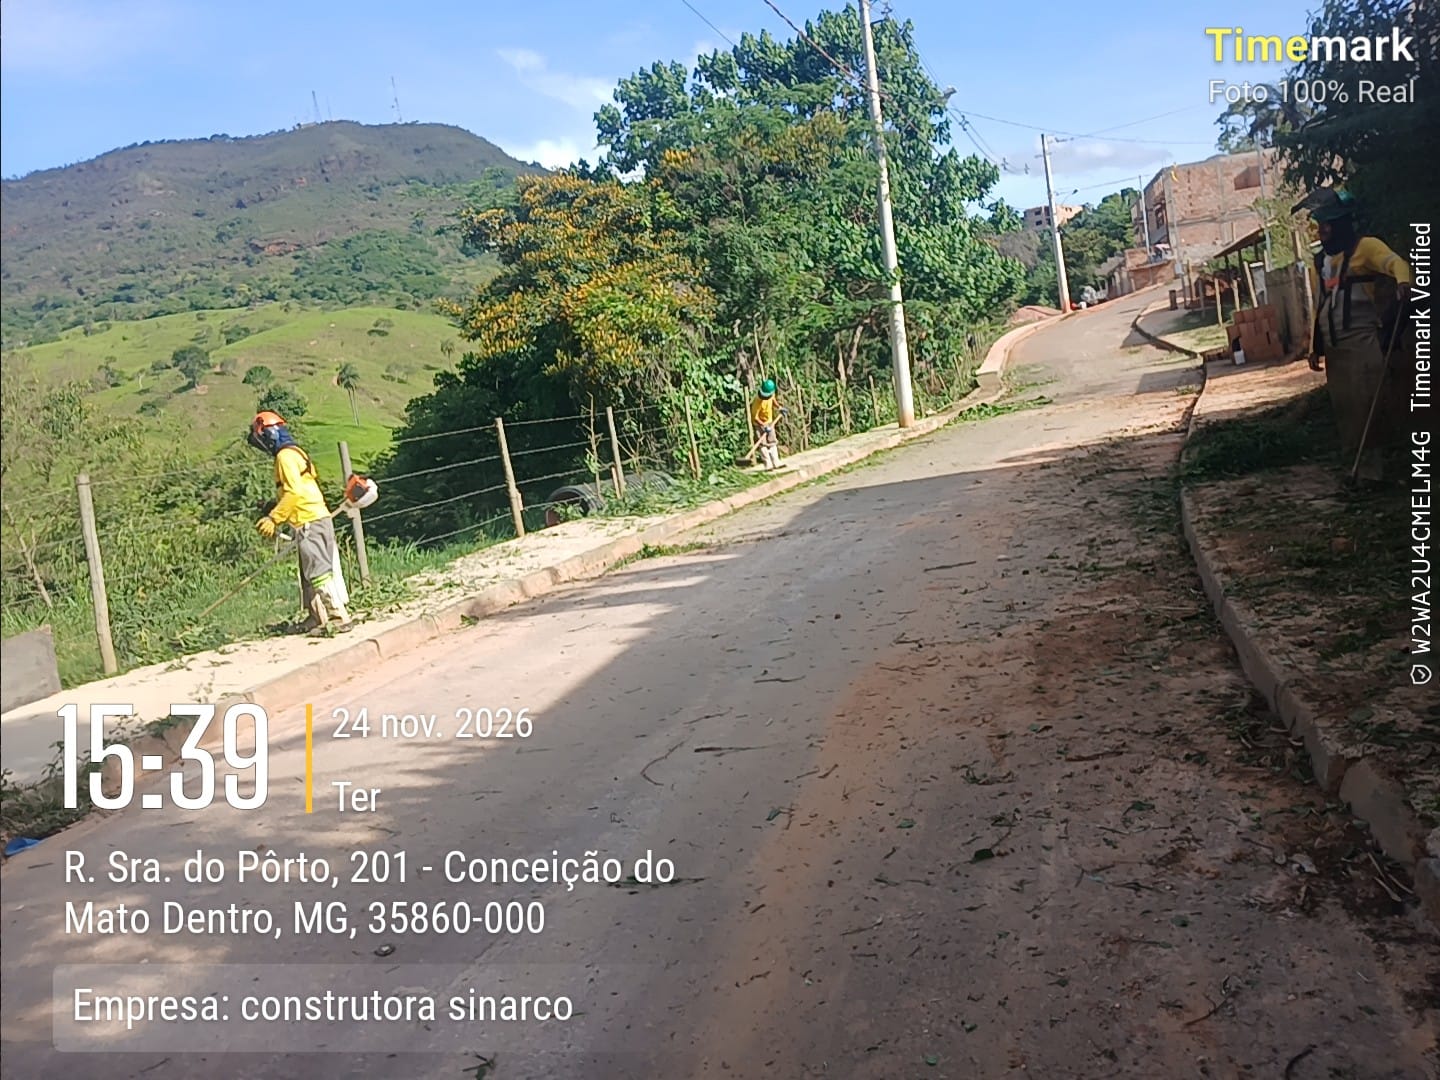 Timemark
Foto 100% Real
W2WA2U4CMELM4G Timemark Verified
15:39
24 nov. 2026
Ter
R. Sra. do Pôrto, 201 - Conceição do
Mato Dentro, MG, 35860-000
Empresa: construtora sinarco